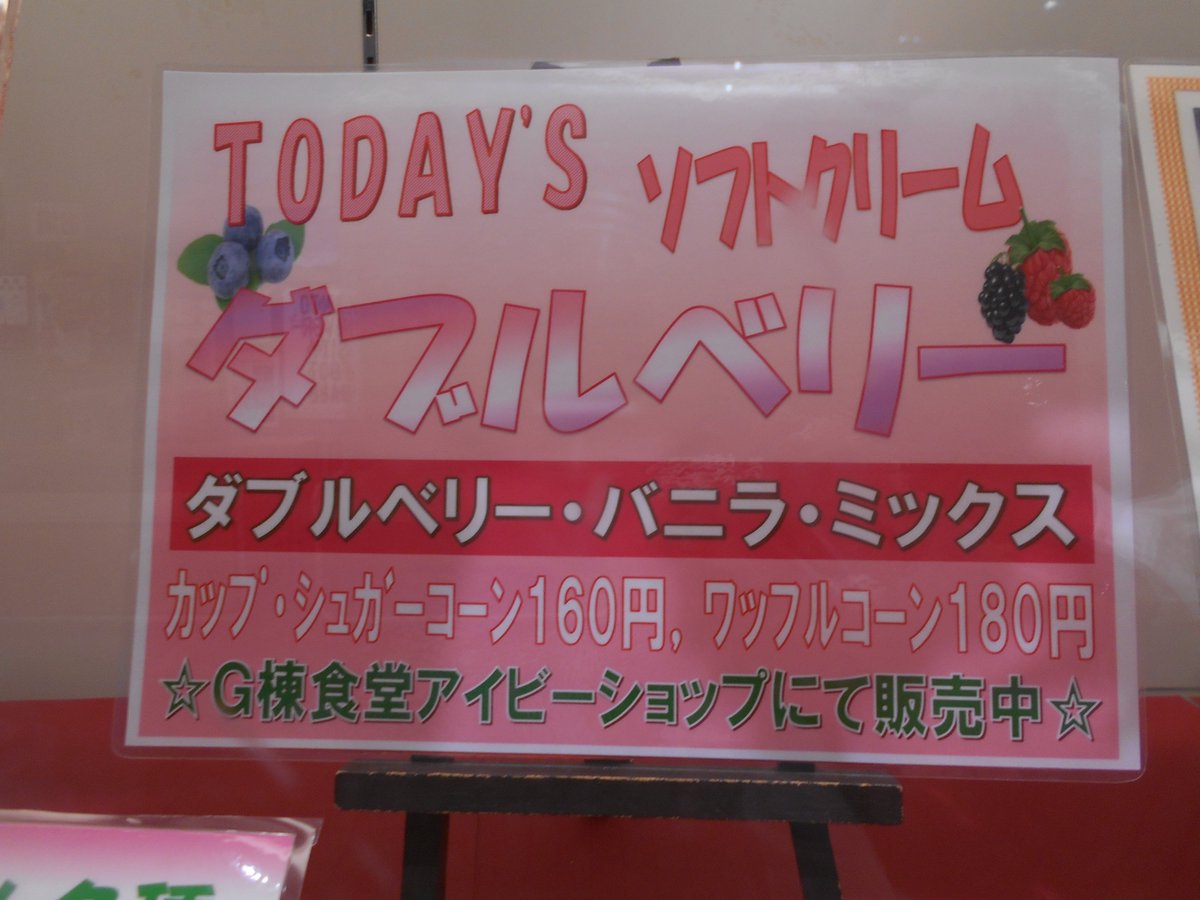 TODAY'S ソフトクリーム
ダブルベリー
ダブルベリー・バニラ・ミックス
カップ・シュガーコーン160円, ワッフルコーン180円
☆G棟食堂アイビーショップにて販売中☆